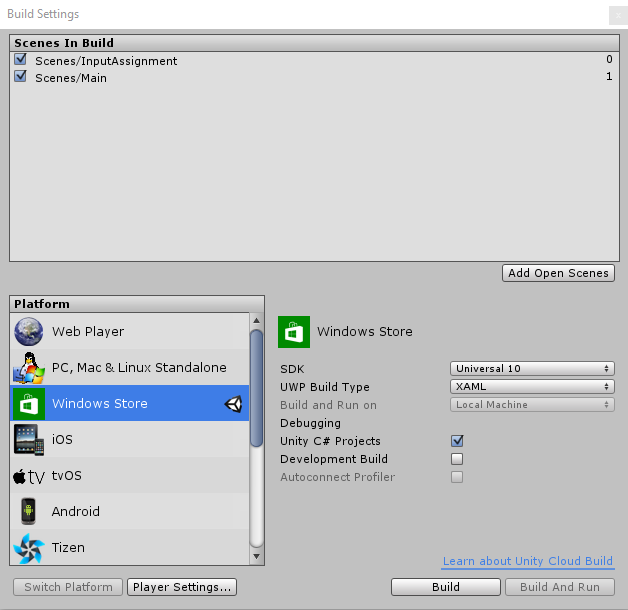 Build Settings
x
Scenes In Build
Scenes/InputAssignment 0
Scenes/Main 1
Add Open Scenes
Platform
Web Player
PC, Mac & Linux Standalone
Windows Store
iOS
tv tvOS
Android
Tizen
Windows Store
SDK Universal 10
UWP Build Type XAML
Build and Run on Local Machine
Debugging
Unity C# Projects
Development Build
Autoconnect Profiler
Learn about Unity Cloud Build
Switch Platform Player Settings... Build Build And Run